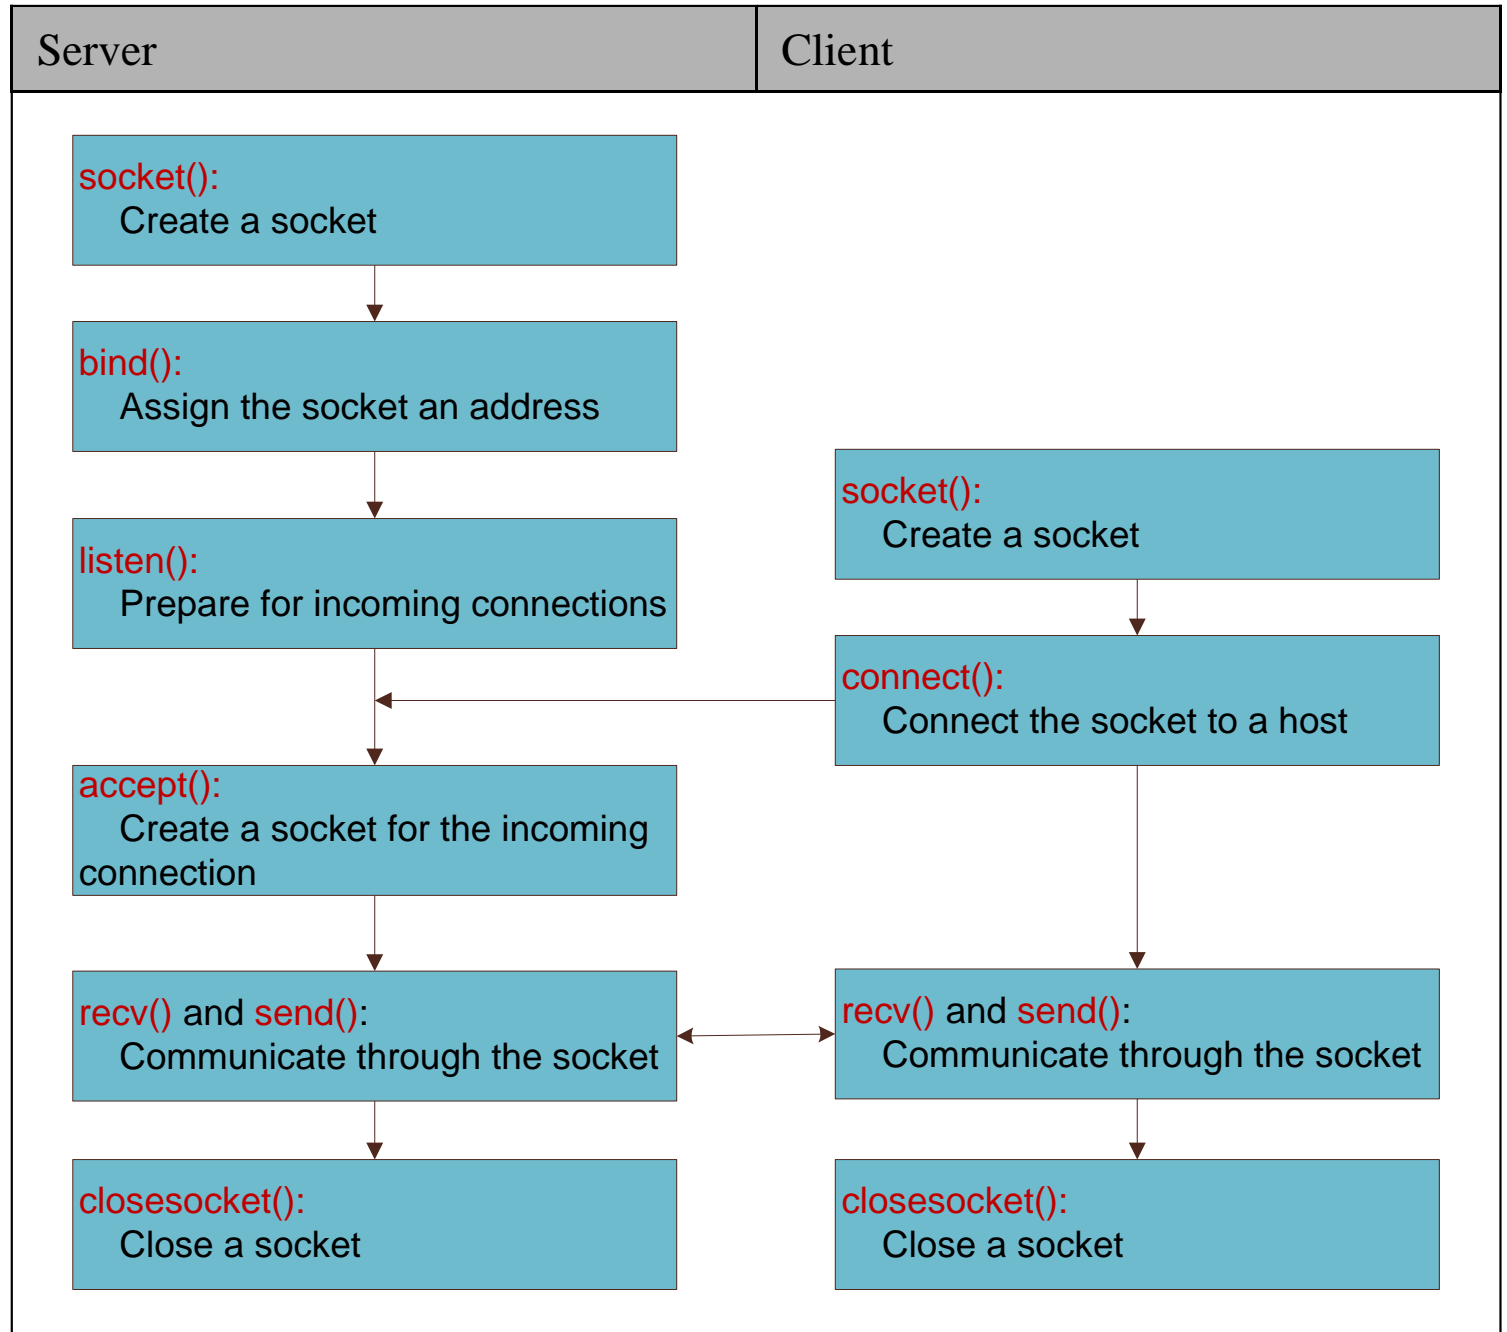 Server
Client
socket():
Create a socket
bind():
Assign the socket an address
listen():
Prepare for incoming connections
accept():
Create a socket for the incoming
connection
recv() and send():
Communicate through the socket
closesocket():
Close a socket
socket():
Create a socket
connect():
Connect the socket to a host
recv() and send():
Communicate through the socket
closesocket():
Close a socket